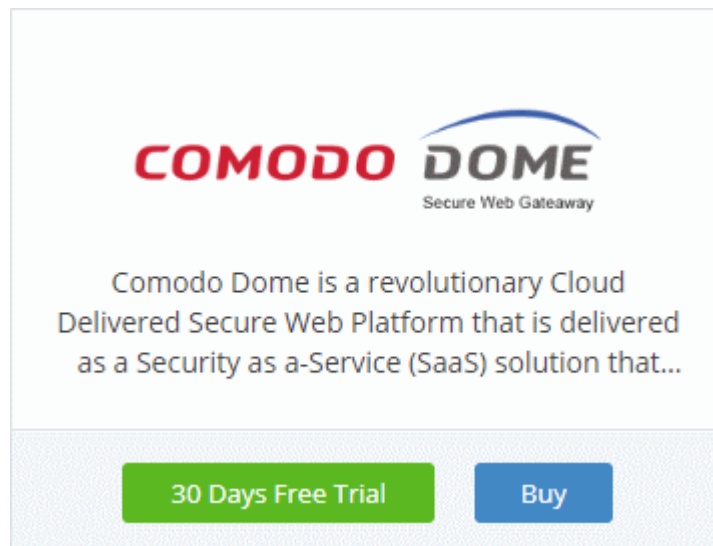 COMODO DOME
Secure Web Gateaway
Comodo Dome is a revolutionary Cloud
Delivered Secure Web Platform that is delivered
as a Security as a-Service (SaaS) solution that...
30 Days Free Trial Buy